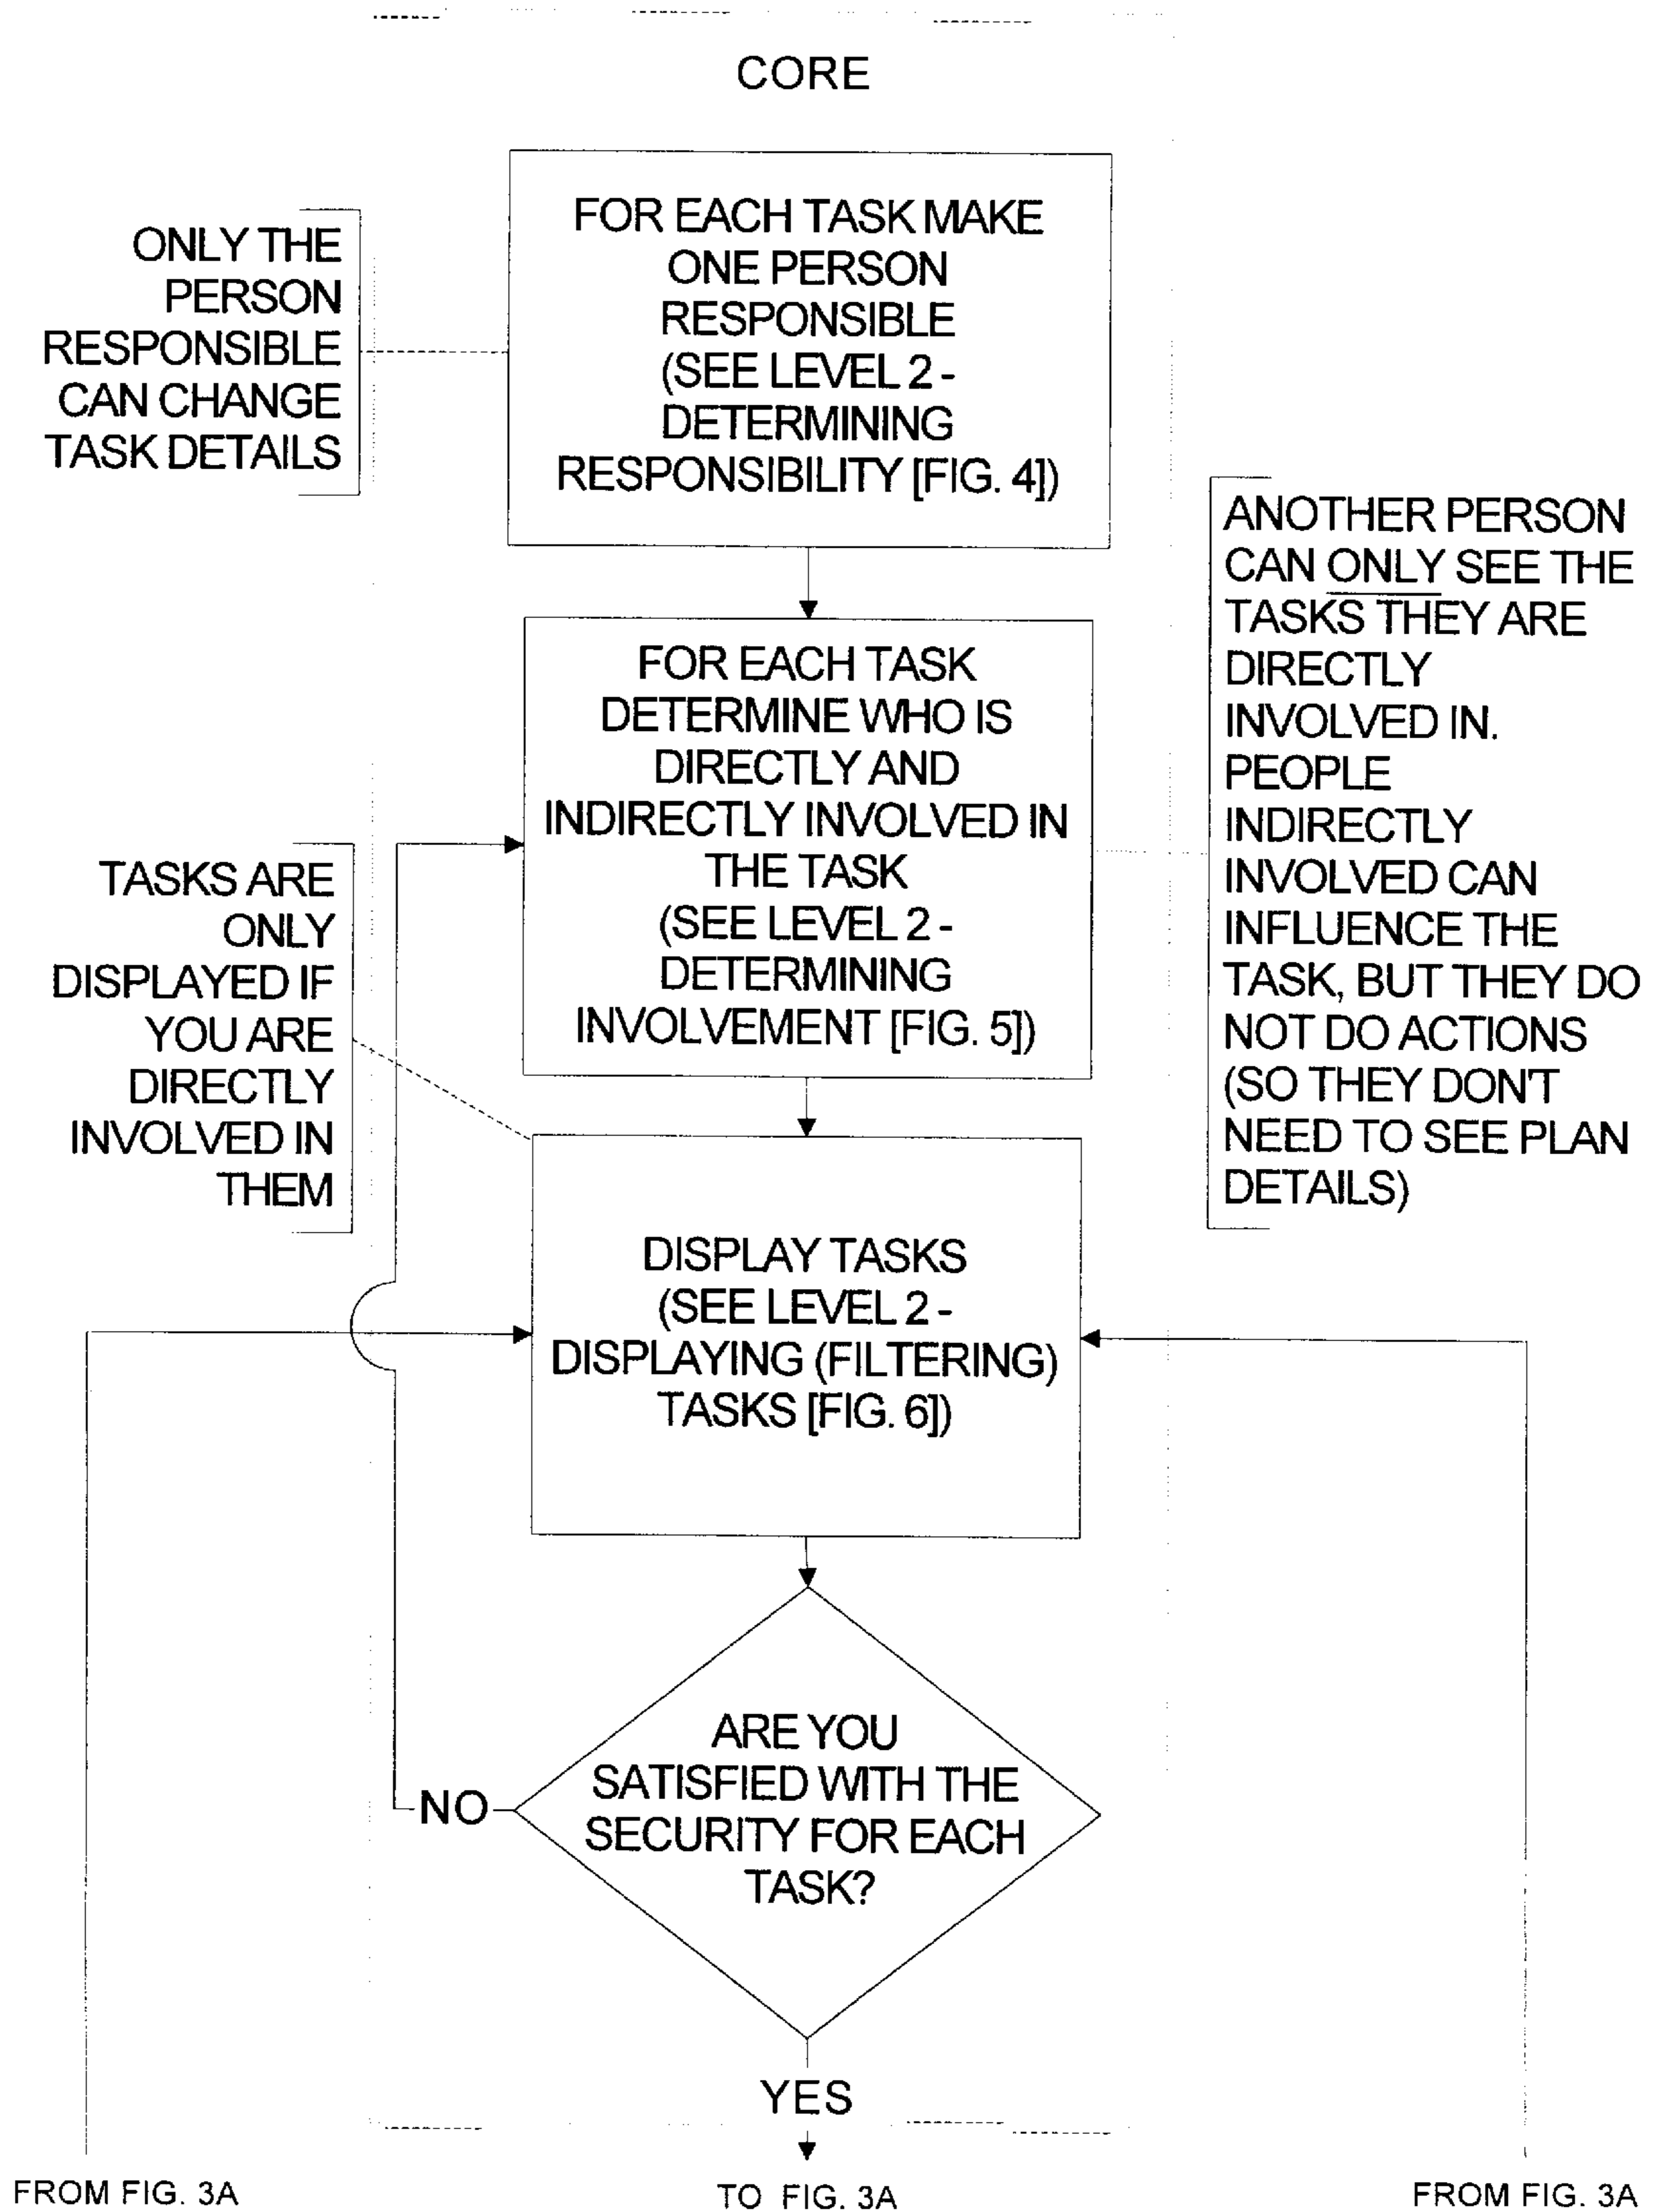 CORE
ONLY THE
PERSON
RESPONSIBLE
CAN CHANGE
TASK DETAILS
FOR EACH TASK MAKE
ONE PERSON
RESPONSIBLE
(SEE LEVEL 2 -
DETERMINING
RESPONSIBILITY [FIG. 4])
ANOTHER PERSON
CAN ONLY SEE THE
TASKS THEY ARE
DIRECTLY
INVOLVED IN.
PEOPLE
INDIRECTLY
INVOLVED CAN
INFLUENCE THE
TASK, BUT THEY DO
NOT DO ACTIONS
(SO THEY DON'T
NEED TO SEE PLAN
DETAILS)
FOR EACH TASK
DETERMINE WHO IS
DIRECTLY AND
INDIRECTLY INVOLVED IN
THE TASK
(SEE LEVEL 2 -
DETERMINING
INVOLVEMENT [FIG. 5])
TASKS ARE
ONLY
DISPLAYED IF
YOU ARE
DIRECTLY
INVOLVED IN
THEM
DISPLAY TASKS
(SEE LEVEL 2 -
DISPLAYING (FILTERING)
TASKS [FIG. 6])
ARE YOU
SATISFIED WITH THE
SECURITY FOR EACH
TASK?
NO
YES
FROM FIG. 3A
TO FIG. 3A
FROM FIG. 3A